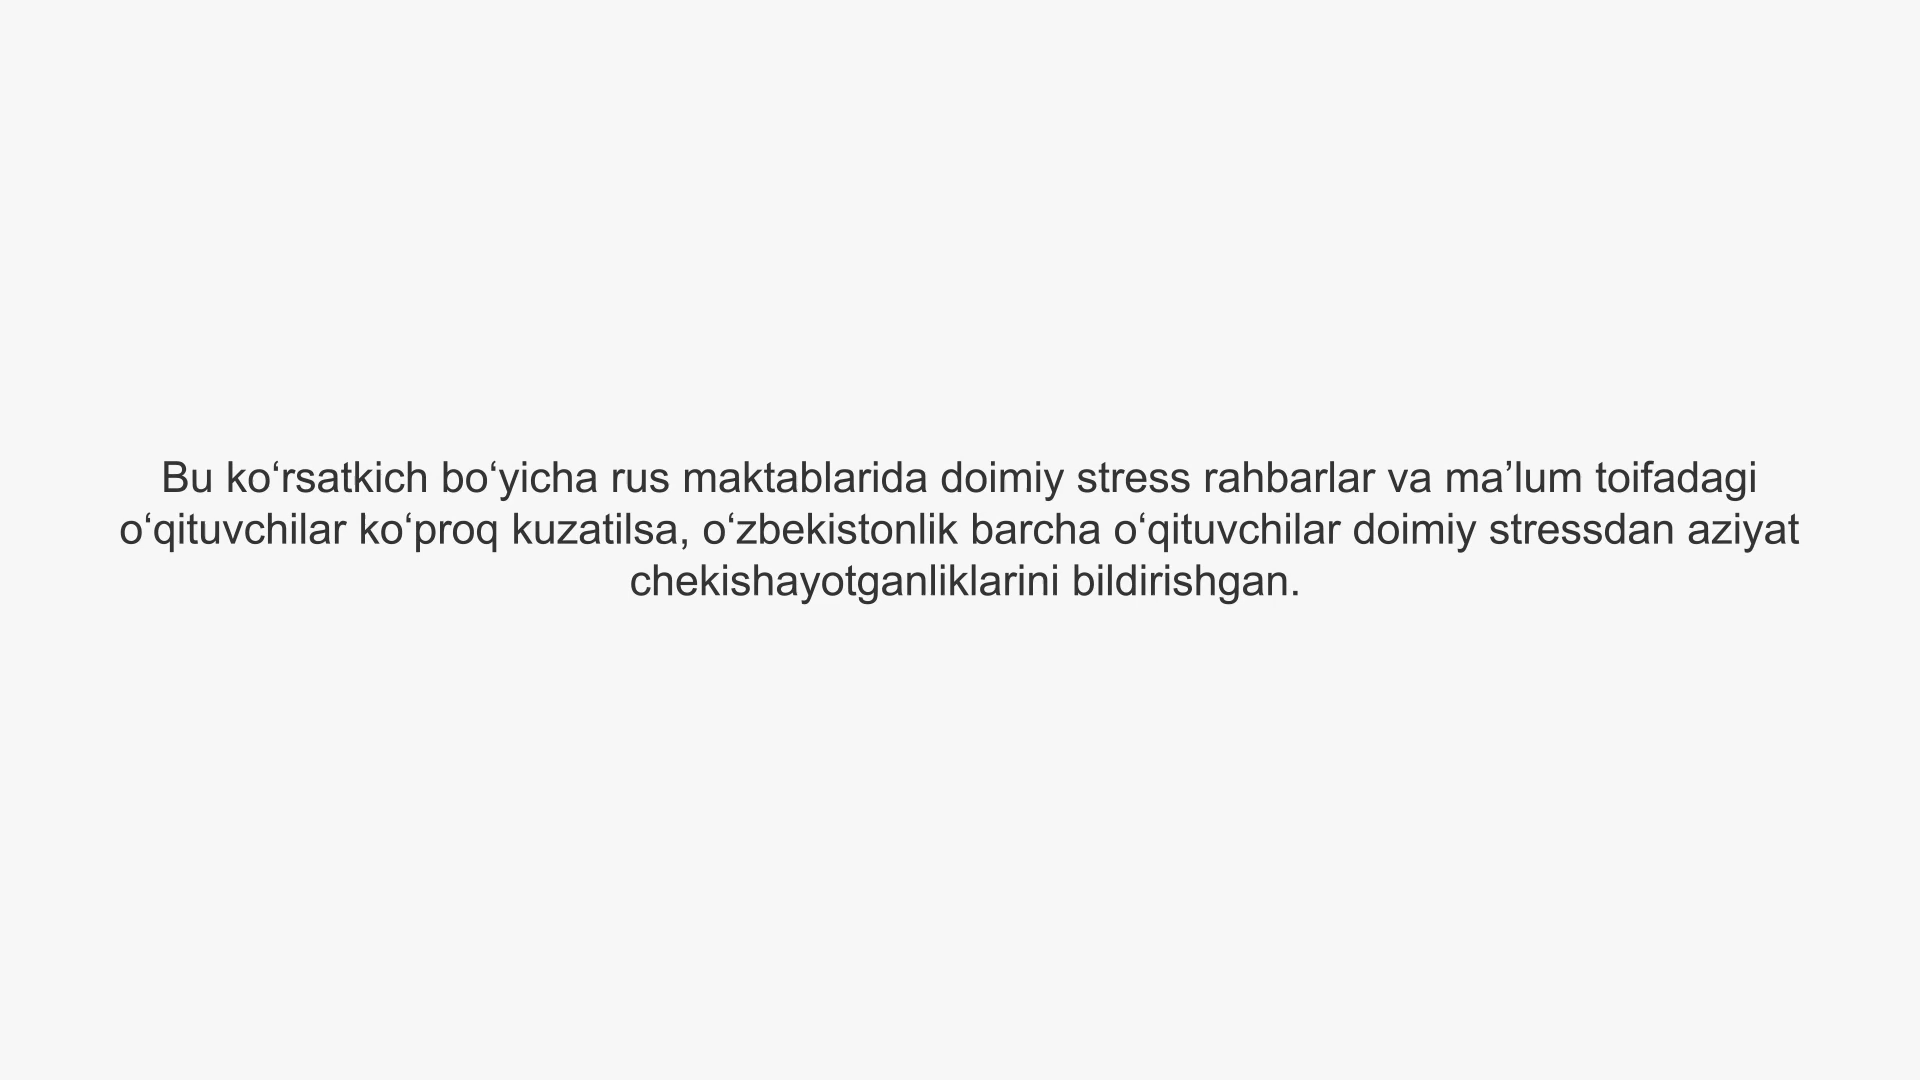 Bu ko‘rsatkich bo‘yicha rus maktablarida doimiy stress rahbarlar va ma’lum toifadagi
o‘qituvchilar ko‘proq kuzatilsa, o‘zbekistonlik barcha o‘qituvchilar doimiy stressdan aziyat
chekishayotganliklarini bildirishgan.